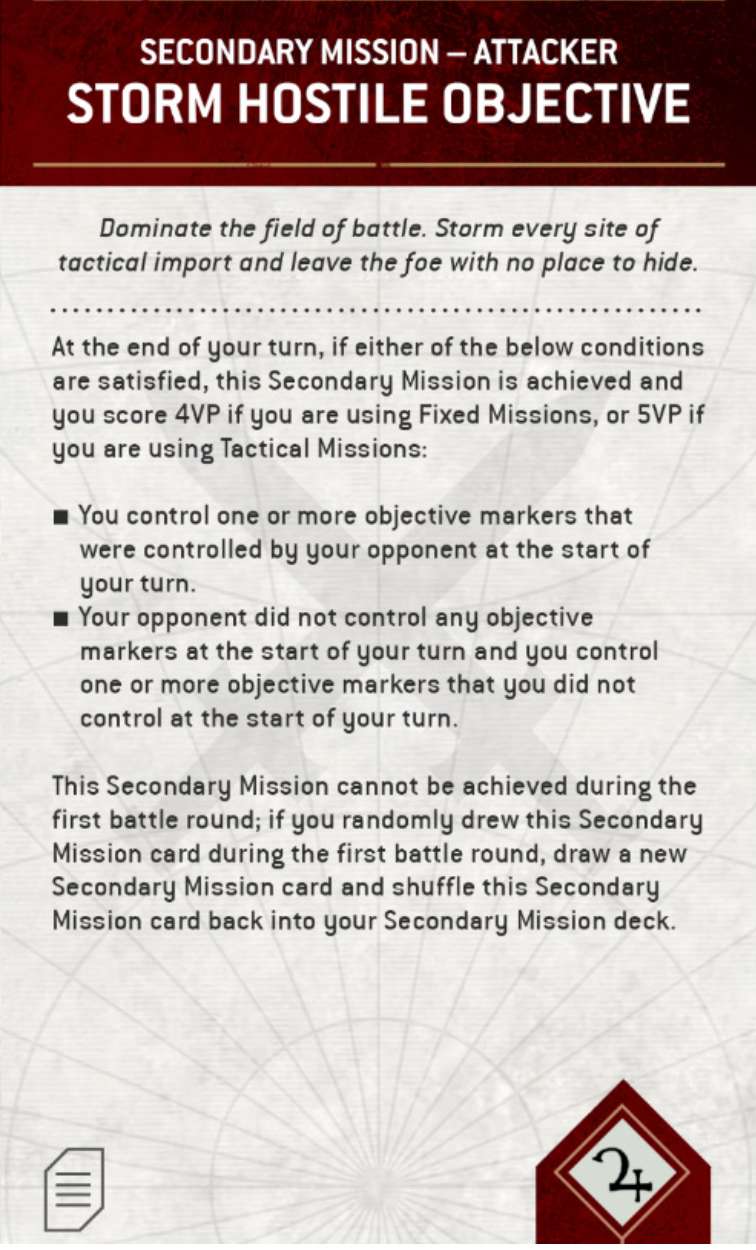 SECONDARY MISSION – ATTACKER
STORM HOSTILE OBJECTIVE
Dominate the field of battle. Storm every site of
tactical import and leave the foe with no place to hide.
At the end of your turn, if either of the below conditions
are satisfied, this Secondary Mission is achieved and
you score 4VP if you are using Fixed Missions, or 5VP if
you are using Tactical Missions:
■ You control one or more objective markers that
were controlled by your opponent at the start of
your turn.
■ Your opponent did not control any objective
markers at the start of your turn and you control
one or more objective markers that you did not
control at the start of your turn.
This Secondary Mission cannot be achieved during the
first battle round; if you randomly drew this Secondary
Mission card during the first battle round, draw a new
Secondary Mission card and shuffle this Secondary
Mission card back into your Secondary Mission deck.